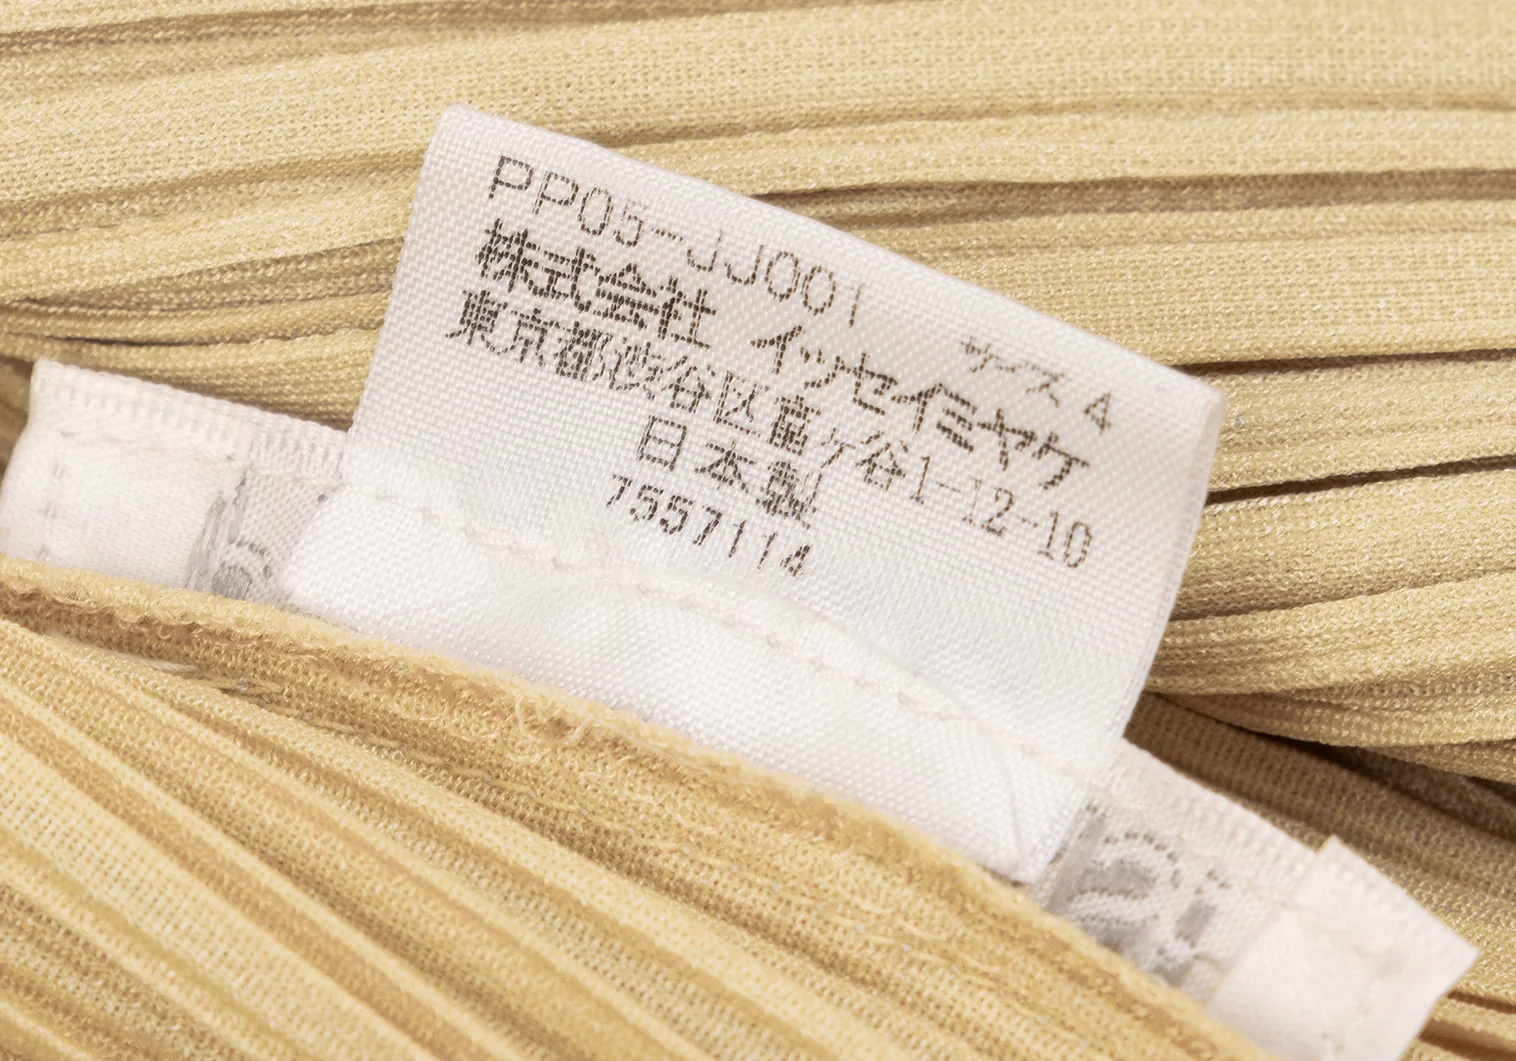 PP05-JJ001
サイズ 4
株式会社 イッセイミヤケ
東京都渋谷区富ヶ谷1-12-10
日本製
7557114